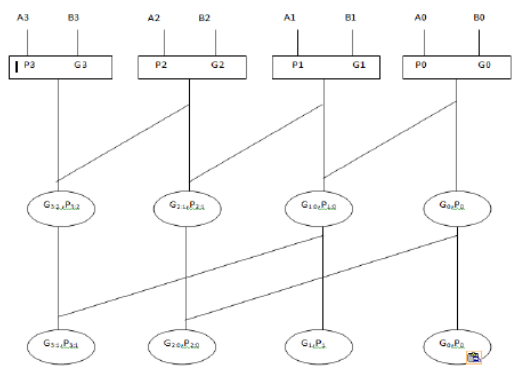 A3 B3 A2 B2 A1 B1 A0 B0
P3 G3 P2 G2 P1 G1 P0 G0
G3:2,P3:2 G2:1,P2:1 G1:0,P1:0 G0,P0
G3:1,P3:1 G2:0,P2:0 G1,P1 G0,P0